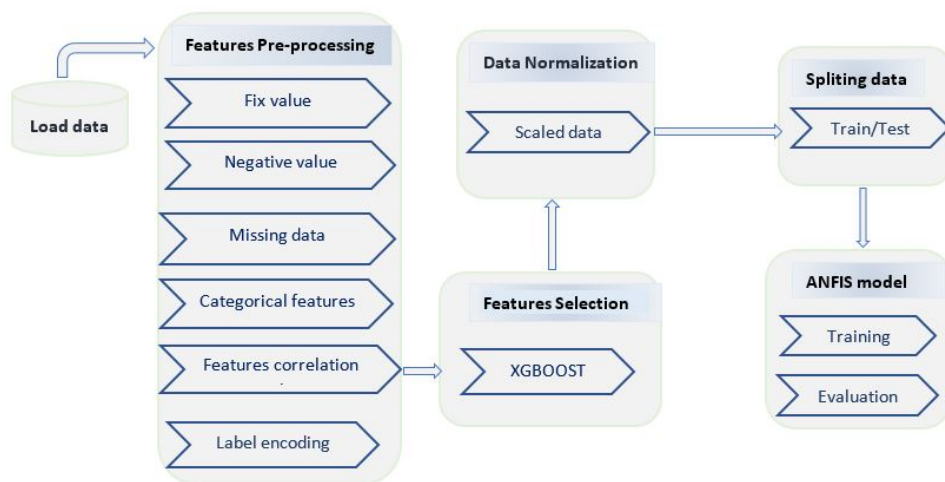 Load data
Features Pre-processing
Fix value
Negative value
Missing data
Categorical features
Features correlation
Label encoding
Features Selection
XGBOOST
Data Normalization
Scaled data
Spliting data
Train/Test
ANFIS model
Training
Evaluation